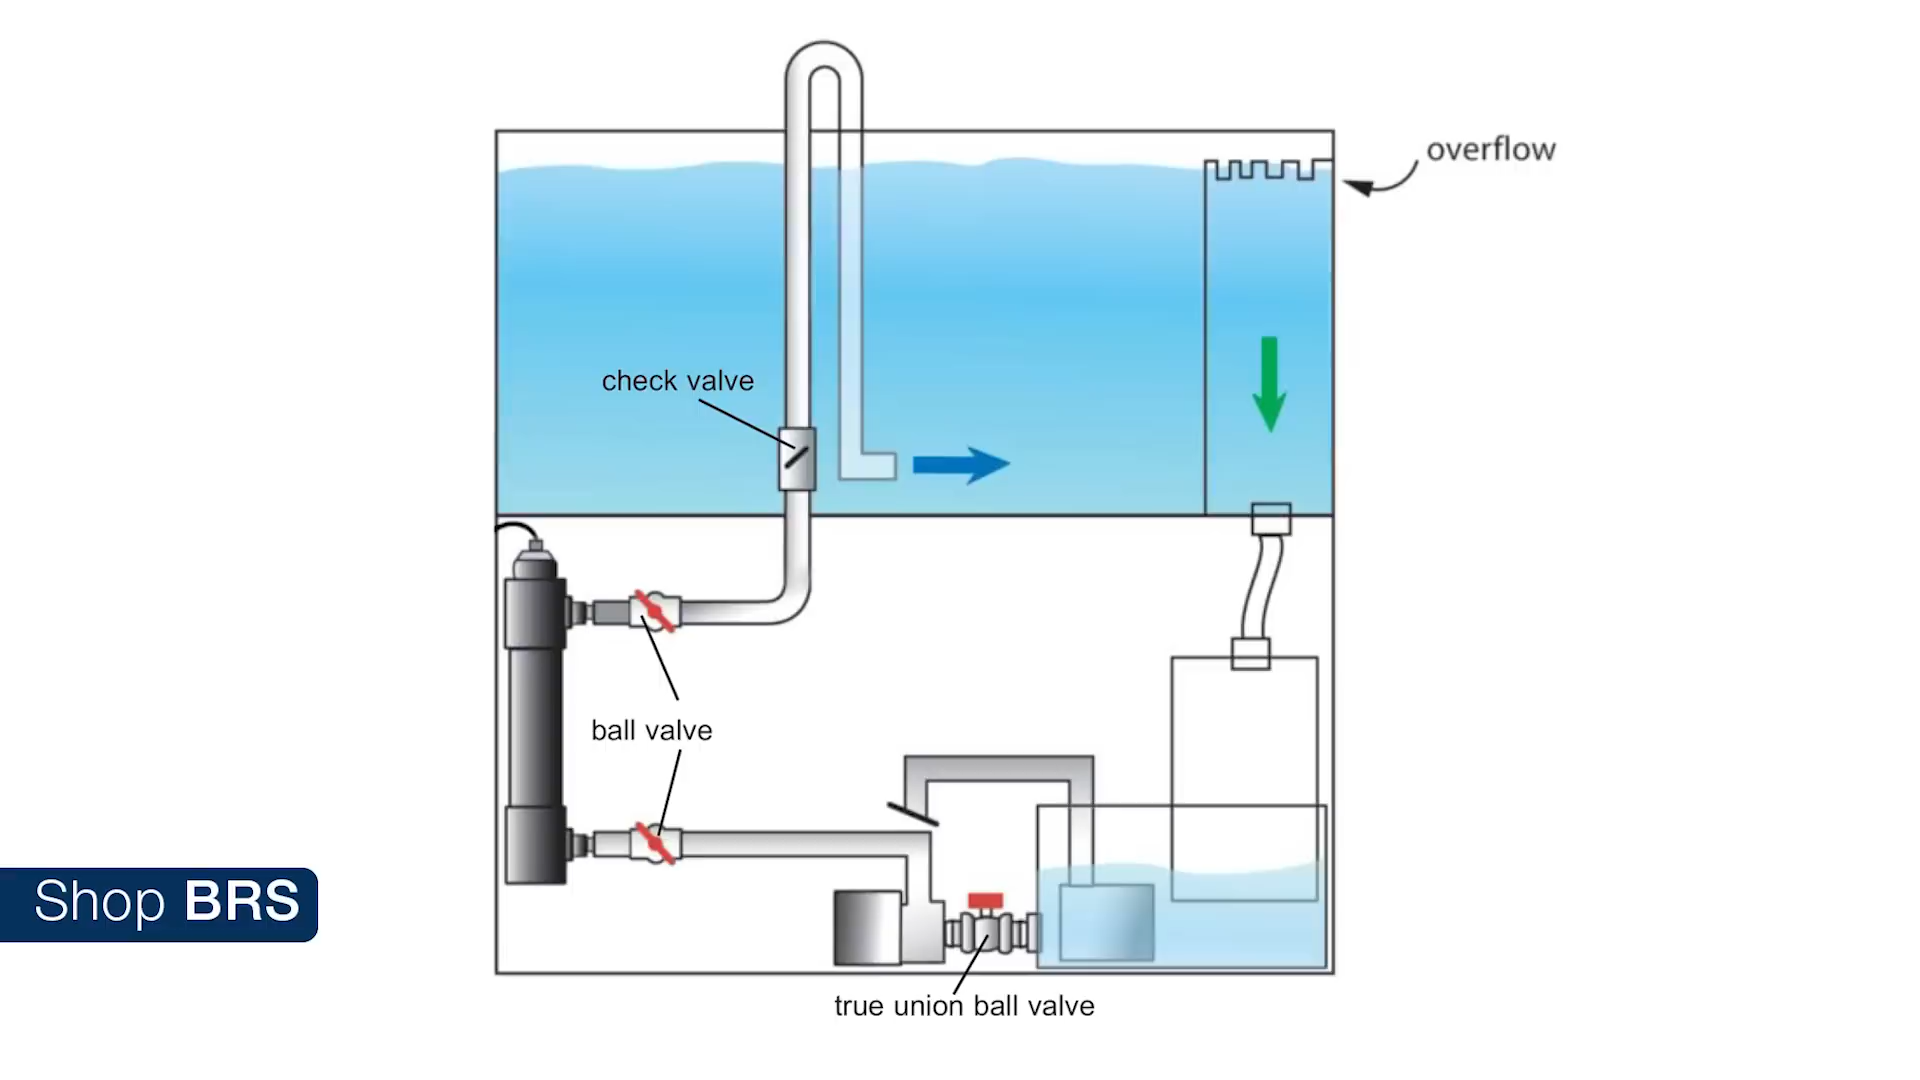 overflow
check valve
ball valve
Shop BRS
true union ball valve